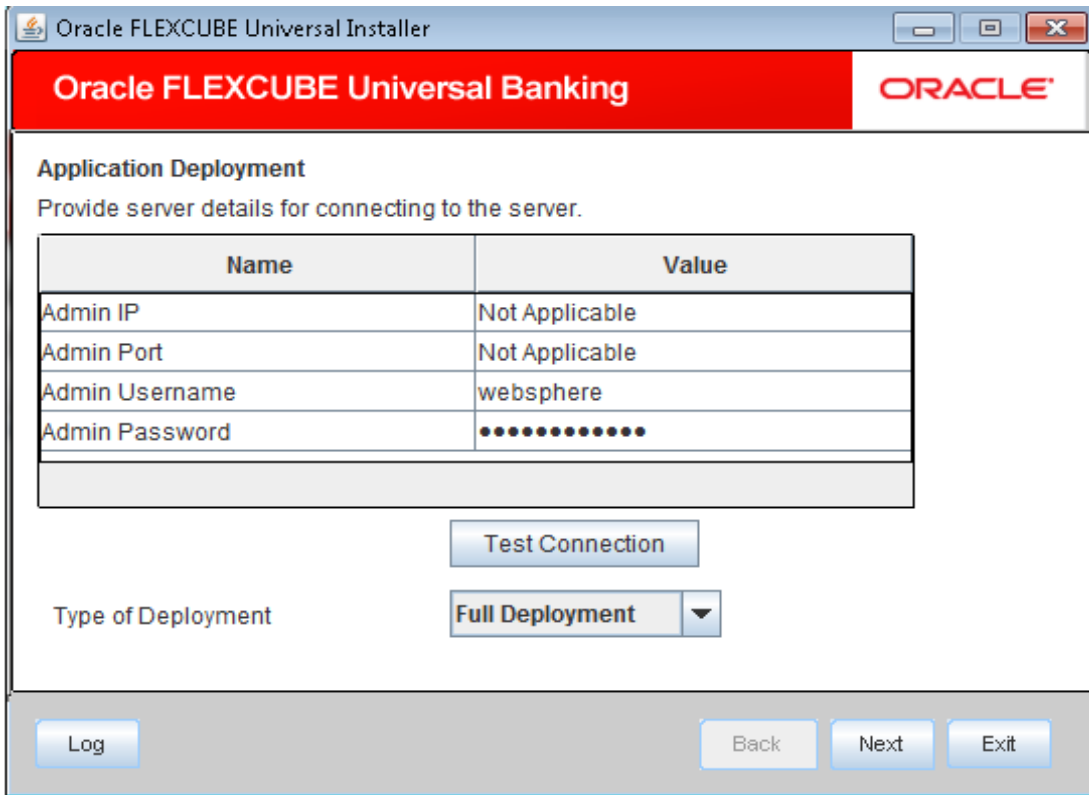 Oracle FLEXCUBE Universal Installer
Oracle FLEXCUBE Universal Banking ORACLE
Application Deployment
Provide server details for connecting to the server.
Name Value
Admin IP Not Applicable
Admin Port Not Applicable
Admin Username websphere
Admin Password ●●●●●●●●●●●●
Test Connection
Type of Deployment Full Deployment
Log Back Next Exit